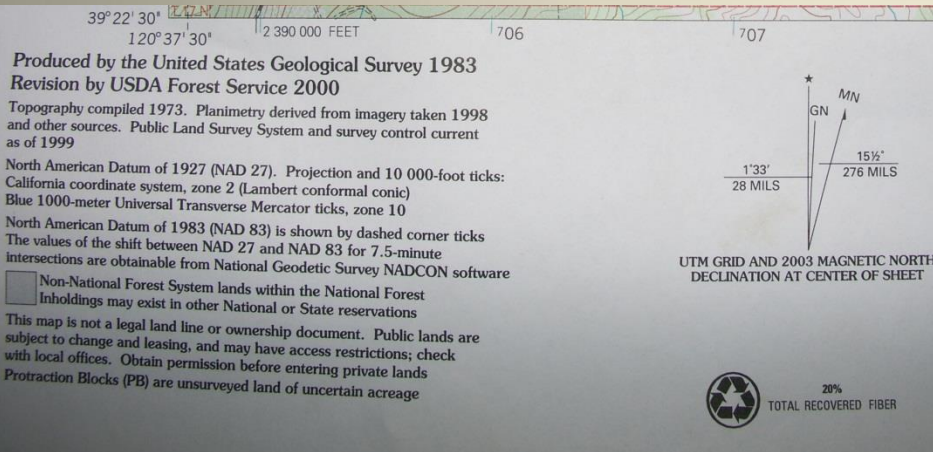 39° 22' 30"
120° 37' 30"
2 390 000 FEET
706
707
Produced by the United States Geological Survey 1983
Revision by USDA Forest Service 2000
Topography compiled 1973. Planimetry derived from imagery taken 1998
and other sources. Public Land Survey System and survey control current
as of 1999
North American Datum of 1927 (NAD 27). Projection and 10 000-foot ticks:
California coordinate system, zone 2 (Lambert conformal conic)
Blue 1000-meter Universal Transverse Mercator ticks, zone 10
North American Datum of 1983 (NAD 83) is shown by dashed corner ticks
The values of the shift between NAD 27 and NAD 83 for 7.5-minute
intersections are obtainable from National Geodetic Survey NADCON software
Non-National Forest System lands within the National Forest
Inholdings may exist in other National or State reservations
This map is not a legal land line or ownership document. Public lands are
subject to change and leasing, and may have access restrictions; check
with local offices. Obtain permission before entering private lands
Protraction Blocks (PB) are unsurveyed land of uncertain acreage
★
GN
MN
1°33'
28 MILS
15½°
276 MILS
UTM GRID AND 2003 MAGNETIC NORTH
DECLINATION AT CENTER OF SHEET
20%
TOTAL RECOVERED FIBER